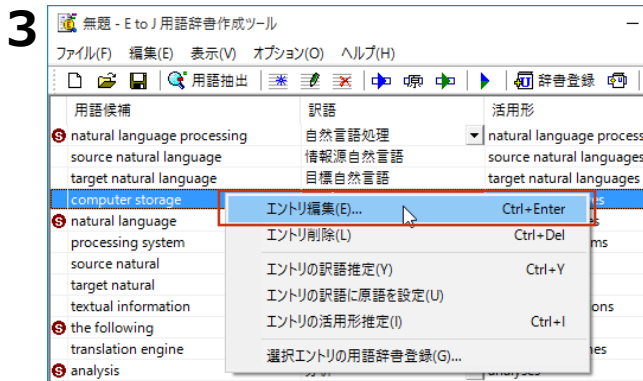 3
無題 - E to J 用語辞書作成ツール
ファイル(F) 編集(E) 表示(V) オプション(O) ヘルプ(H)
用語抽出 辞書登録
用語候補 訳語 活用形
S natural language processing 自然言語処理 natural language process
source natural language 情報源自然言語 source natural languages
target natural language 目標自然言語 target natural languages
computer storage es
エントリ編集(E)... Ctrl+Enter
S natural language es
エントリ削除(L) Ctrl+Del
processing system ms
source natural
エントリの訳語推定(Y) Ctrl+Y
target natural
エントリの訳語に原語を設定(U)
textual information ons
S the following
エントリの活用形推定(I) Ctrl+I
translation engine es
選択エントリの用語辞書登録(G)...
S analysis